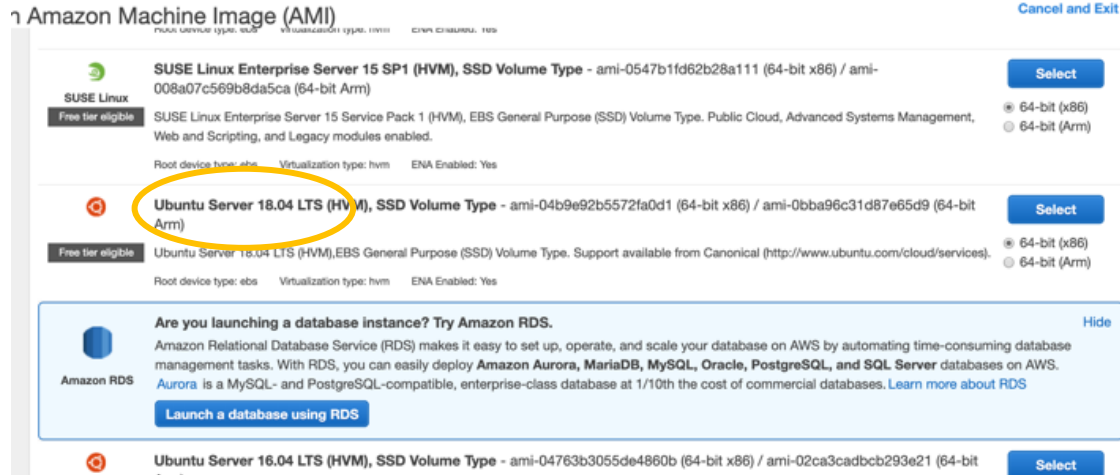 n Amazon Machine Image (AMI)
Cancel and Exit
Root device type: ebs Virtualization type: hvm ENA Enabled: Yes
SUSE Linux
Free tier eligible
SUSE Linux Enterprise Server 15 SP1 (HVM), SSD Volume Type - ami-0547b1fd62b28a111 (64-bit x86) / ami-
008a07c569b8da5ca (64-bit Arm)
SUSE Linux Enterprise Server 15 Service Pack 1 (HVM), EBS General Purpose (SSD) Volume Type. Public Cloud, Advanced Systems Management,
Web and Scripting, and Legacy modules enabled.
Root device type: ebs Virtualization type: hvm ENA Enabled: Yes
Select
64-bit (x86)
64-bit (Arm)
Free tier eligible
Ubuntu Server 18.04 LTS (HVM), SSD Volume Type - ami-04b9e92b5572fa0d1 (64-bit x86) / ami-0bba96c31d87e65d9 (64-bit
Arm)
Ubuntu Server 18.04 LTS (HVM),EBS General Purpose (SSD) Volume Type. Support available from Canonical (http://www.ubuntu.com/cloud/services).
Root device type: ebs Virtualization type: hvm ENA Enabled: Yes
Select
64-bit (x86)
64-bit (Arm)
Amazon RDS
Are you launching a database instance? Try Amazon RDS.
Hide
Amazon Relational Database Service (RDS) makes it easy to set up, operate, and scale your database on AWS by automating time-consuming database
management tasks. With RDS, you can easily deploy Amazon Aurora, MariaDB, MySQL, Oracle, PostgreSQL, and SQL Server databases on AWS.
Aurora is a MySQL- and PostgreSQL-compatible, enterprise-class database at 1/10th the cost of commercial databases. Learn more about RDS
Launch a database using RDS
Ubuntu Server 16.04 LTS (HVM), SSD Volume Type - ami-04763b3055de4860b (64-bit x86) / ami-02ca3cadbcb293e21 (64-bit
Select